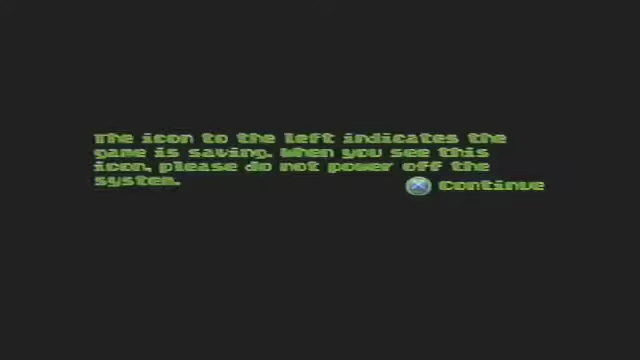 The icon to the left indicates the
game is saving. When you see this
icon, please do not power off the
system.
Continue